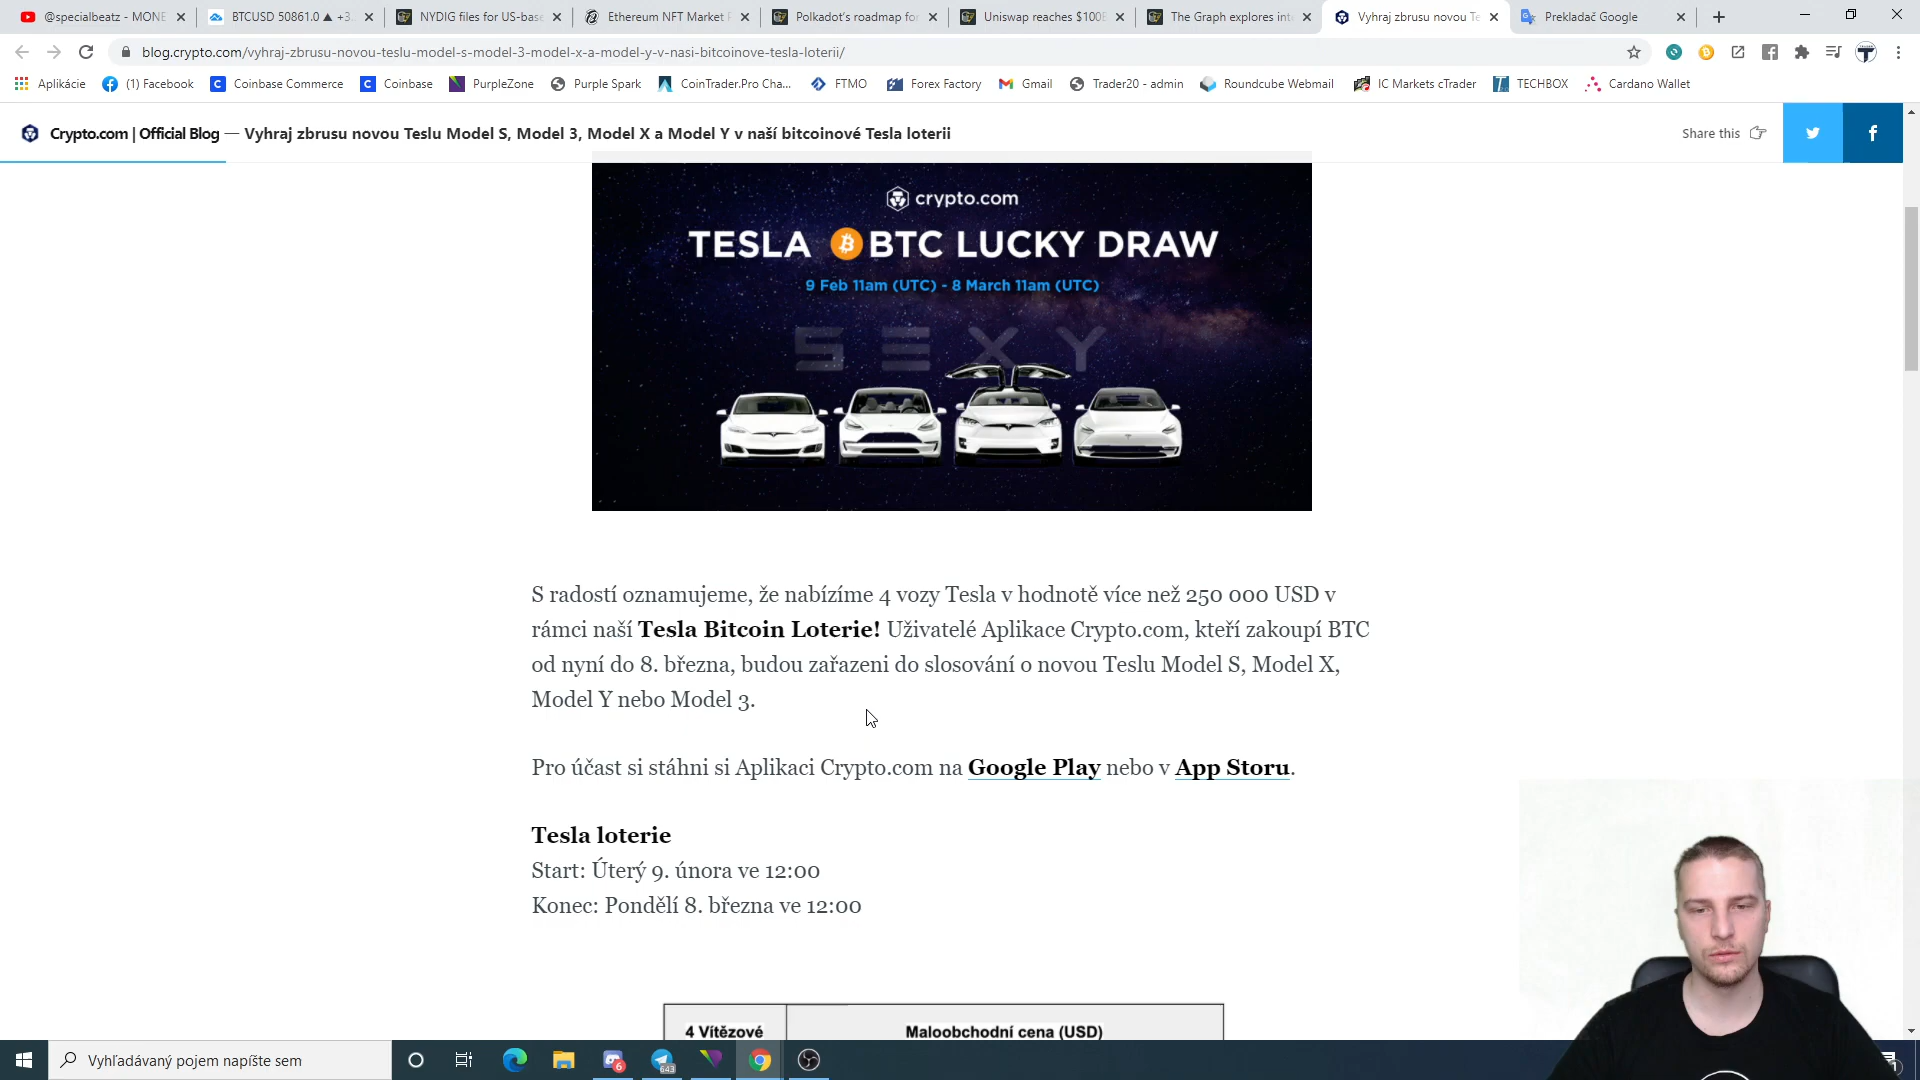 @specialbeatz - MONE
BTCUSD 50861.0 ▲ +3.
NYDIG files for US-base
Ethereum NFT Market
Polkadot's roadmap for
Uniswap reaches $100B
The Graph explores int
Vyhraj zbrusu novou Te
Prekladač Google
blog.crypto.com/vyhraj-zbrusu-novou-teslu-model-s-model-3-model-x-a-model-y-v-nasi-bitcoinove-tesla-loterii/
Aplikácie
(1) Facebook
Coinbase Commerce
Coinbase
PurpleZone
Purple Spark
CoinTrader.Pro Cha...
FTMO
Forex Factory
Gmail
Trader20 - admin
Roundcube Webmail
IC Markets cTrader
TECHBOX
Cardano Wallet
Crypto.com | Official Blog — Vyhraj zbrusu novou Teslu Model S, Model 3, Model X a Model Y v naší bitcoinové Tesla loterii
Share this
crypto.com
TESLA BTC LUCKY DRAW
9 Feb 11am (UTC) - 8 March 11am (UTC)
SEXY
S radostí oznamujeme, že nabízíme 4 vozy Tesla v hodnotě více než 250 000 USD v
rámci naší Tesla Bitcoin Loterie! Uživatelé Aplikace Crypto.com, kteří zakoupí BTC
od nyní do 8. března, budou zařazeni do slosování o novou Teslu Model S, Model X,
Model Y nebo Model 3.
Pro účast si stáhni si Aplikaci Crypto.com na Google Play nebo v App Storu.
Tesla loterie
Start: Úterý 9. února ve 12:00
Konec: Pondělí 8. března ve 12:00
4 Vítězové
Maloobchodní cena (USD)
Vyhľadávaný pojem napíšte sem
6
643
1